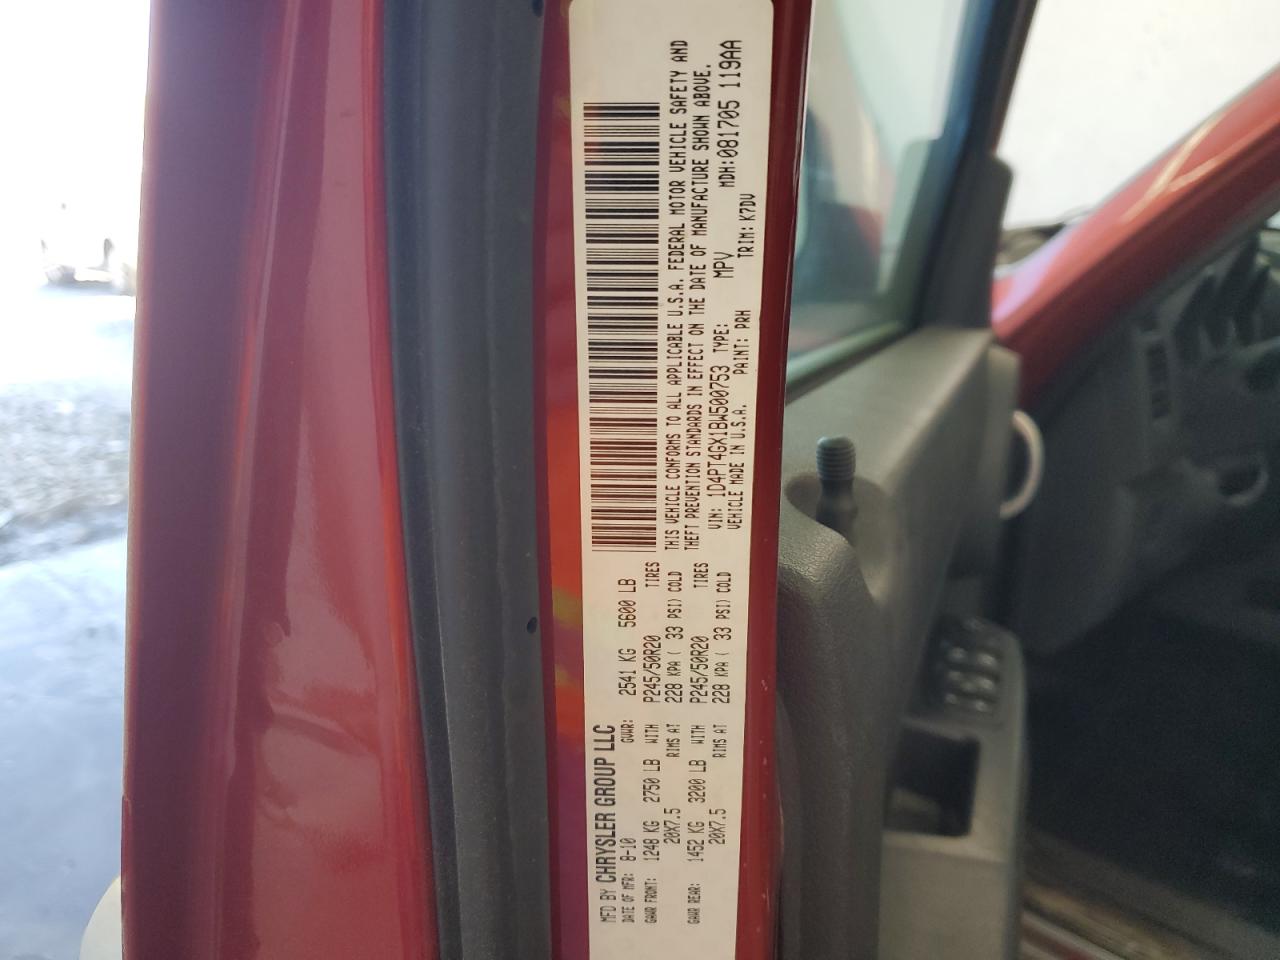 MFD BY CHRYSLER GROUP LLC
DATE OF MFR: 8-10 GVWR: 2541 KG 5600 LB
GAWR FRONT: 1248 KG 2750 LB WITH P245/50R20 TIRES
20X7.5 RIMS AT 228 KPA ( 33 PSI) COLD
GAWR REAR: 1452 KG 3200 LB WITH P245/50R20 TIRES
20X7.5 RIMS AT 228 KPA ( 33 PSI) COLD
THIS VEHICLE CONFORMS TO ALL APPLICABLE U.S.A. FEDERAL MOTOR VEHICLE SAFETY AND
THEFT PREVENTION STANDARDS IN EFFECT ON THE DATE OF MANUFACTURE SHOWN ABOVE.
VIN: 1D4PT4GX1BW500753 TYPE: MPV MDH:081705 119AA
VEHICLE MADE IN U.S.A. PAINT: PRH TRIM: K7DV